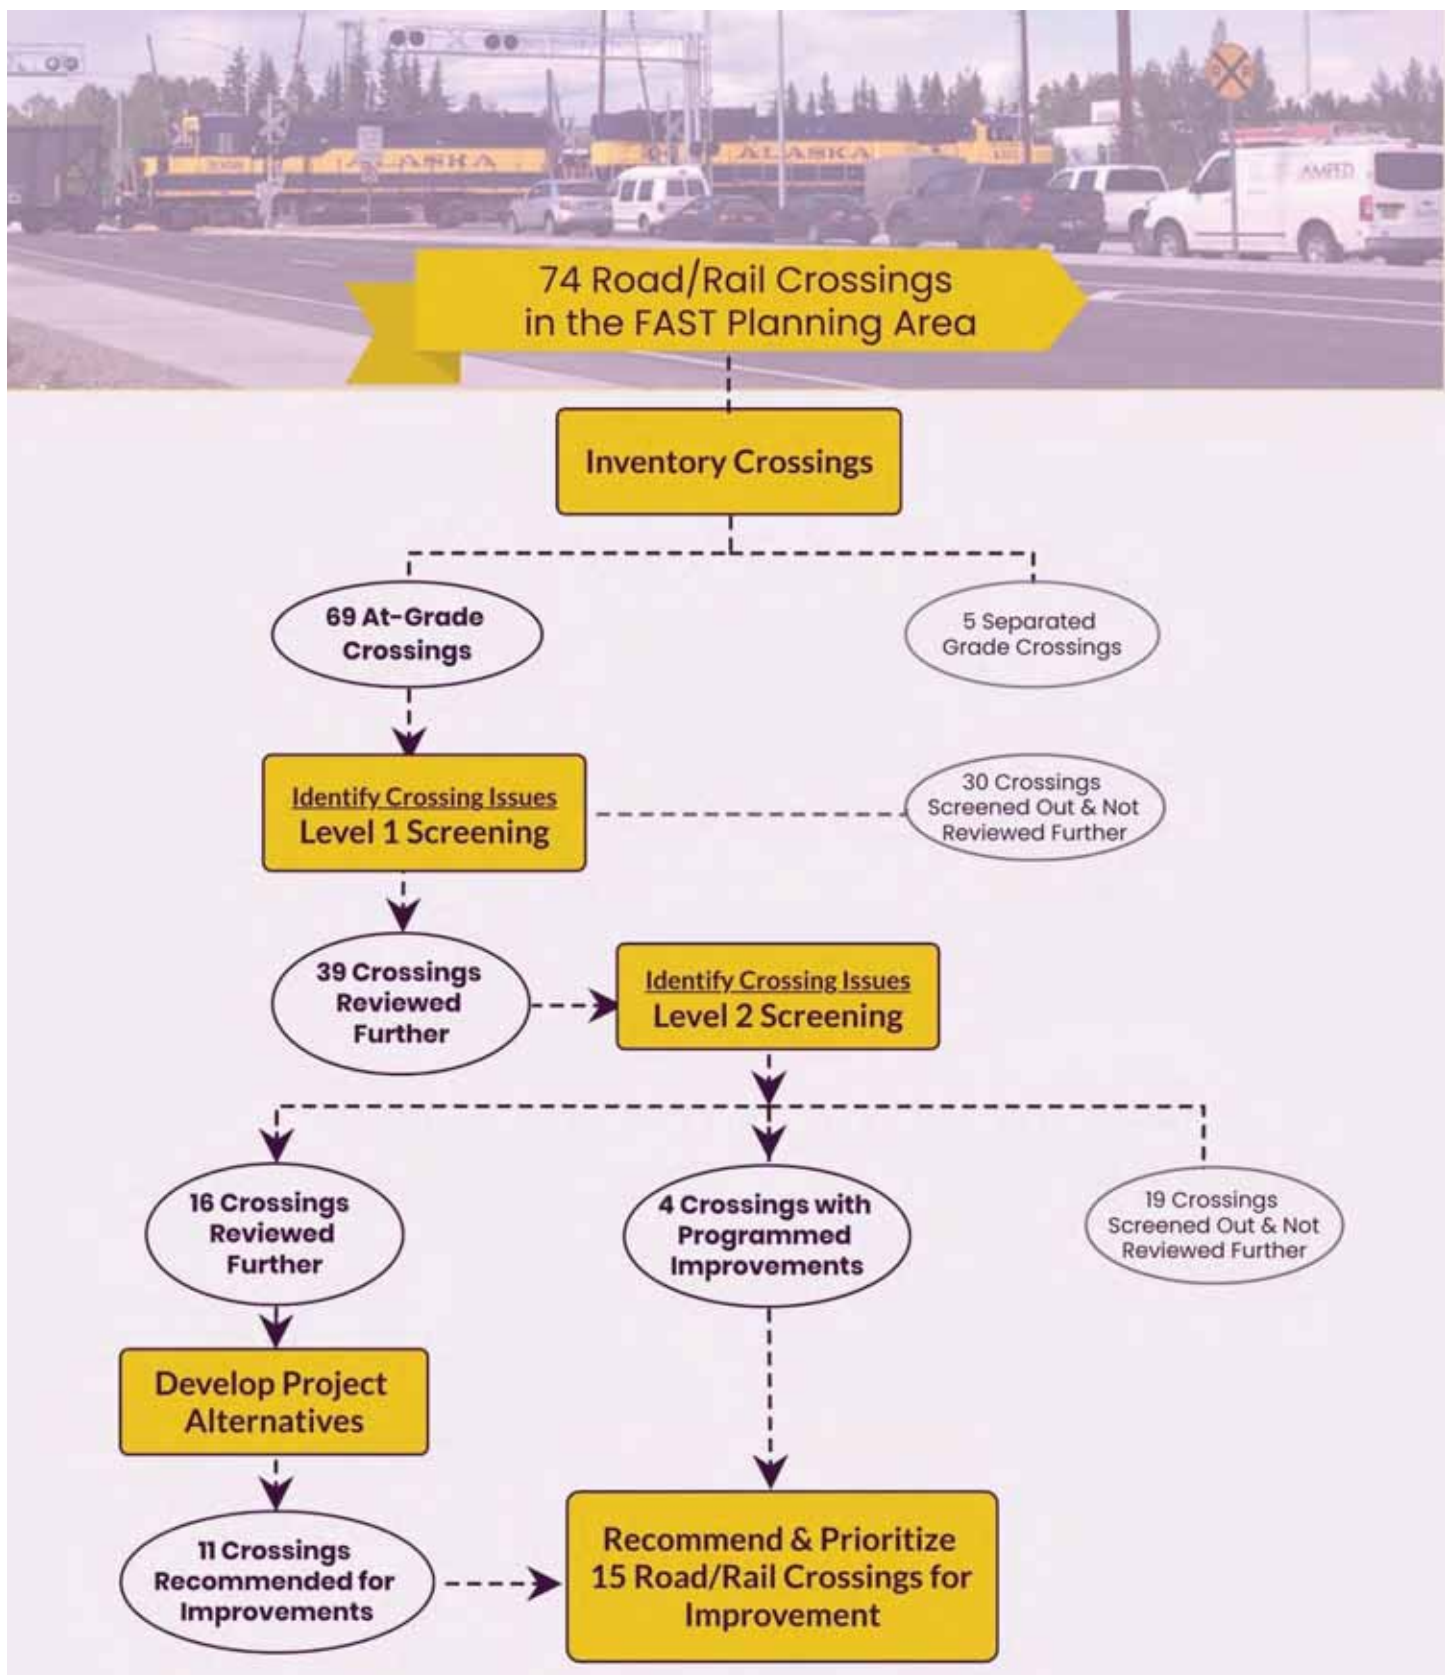 ALASKA
ALASKA
AMPED
74 Road/Rail Crossings
in the FAST Planning Area
Inventory Crossings
69 At-Grade
Crossings
5 Separated
Grade Crossings
Identify Crossing Issues
Level 1 Screening
30 Crossings
Screened Out & Not
Reviewed Further
39 Crossings
Reviewed
Further
Identify Crossing Issues
Level 2 Screening
16 Crossings
Reviewed
Further
4 Crossings with
Programmed
Improvements
19 Crossings
Screened Out & Not
Reviewed Further
Develop Project
Alternatives
11 Crossings
Recommended for
Improvements
Recommend & Prioritize
15 Road/Rail Crossings for
Improvement